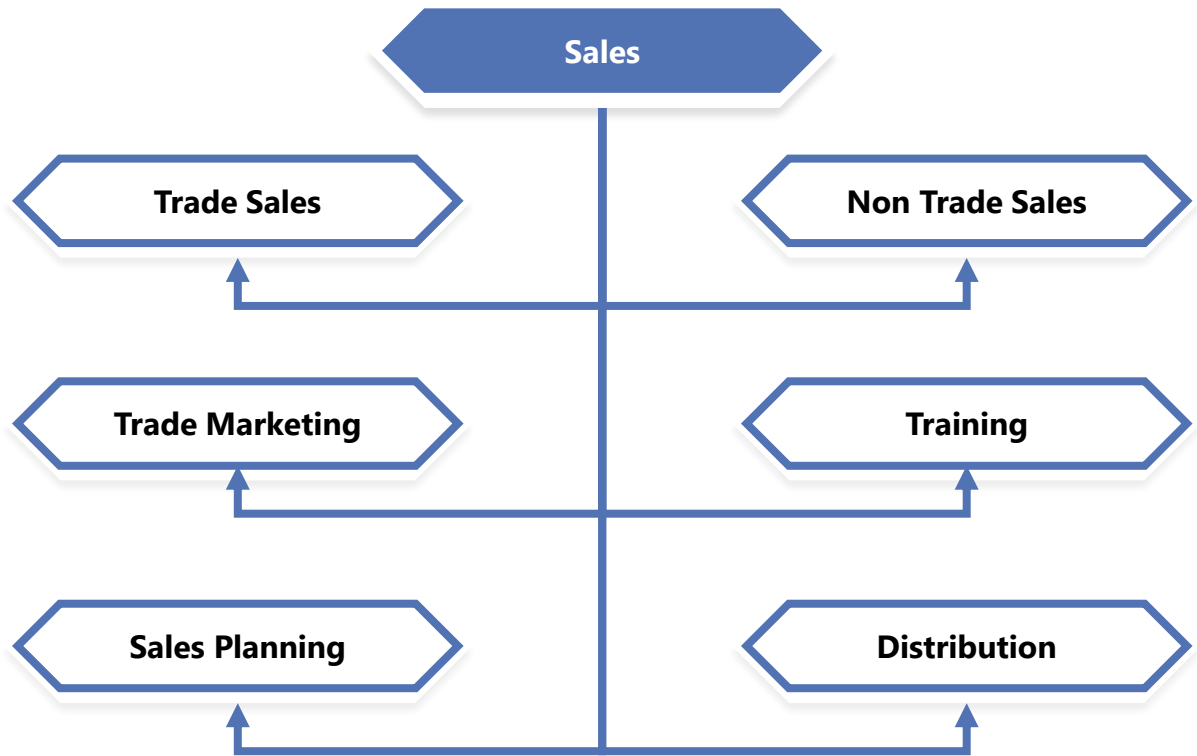 Sales
Trade Sales
Non Trade Sales
Trade Marketing
Training
Sales Planning
Distribution